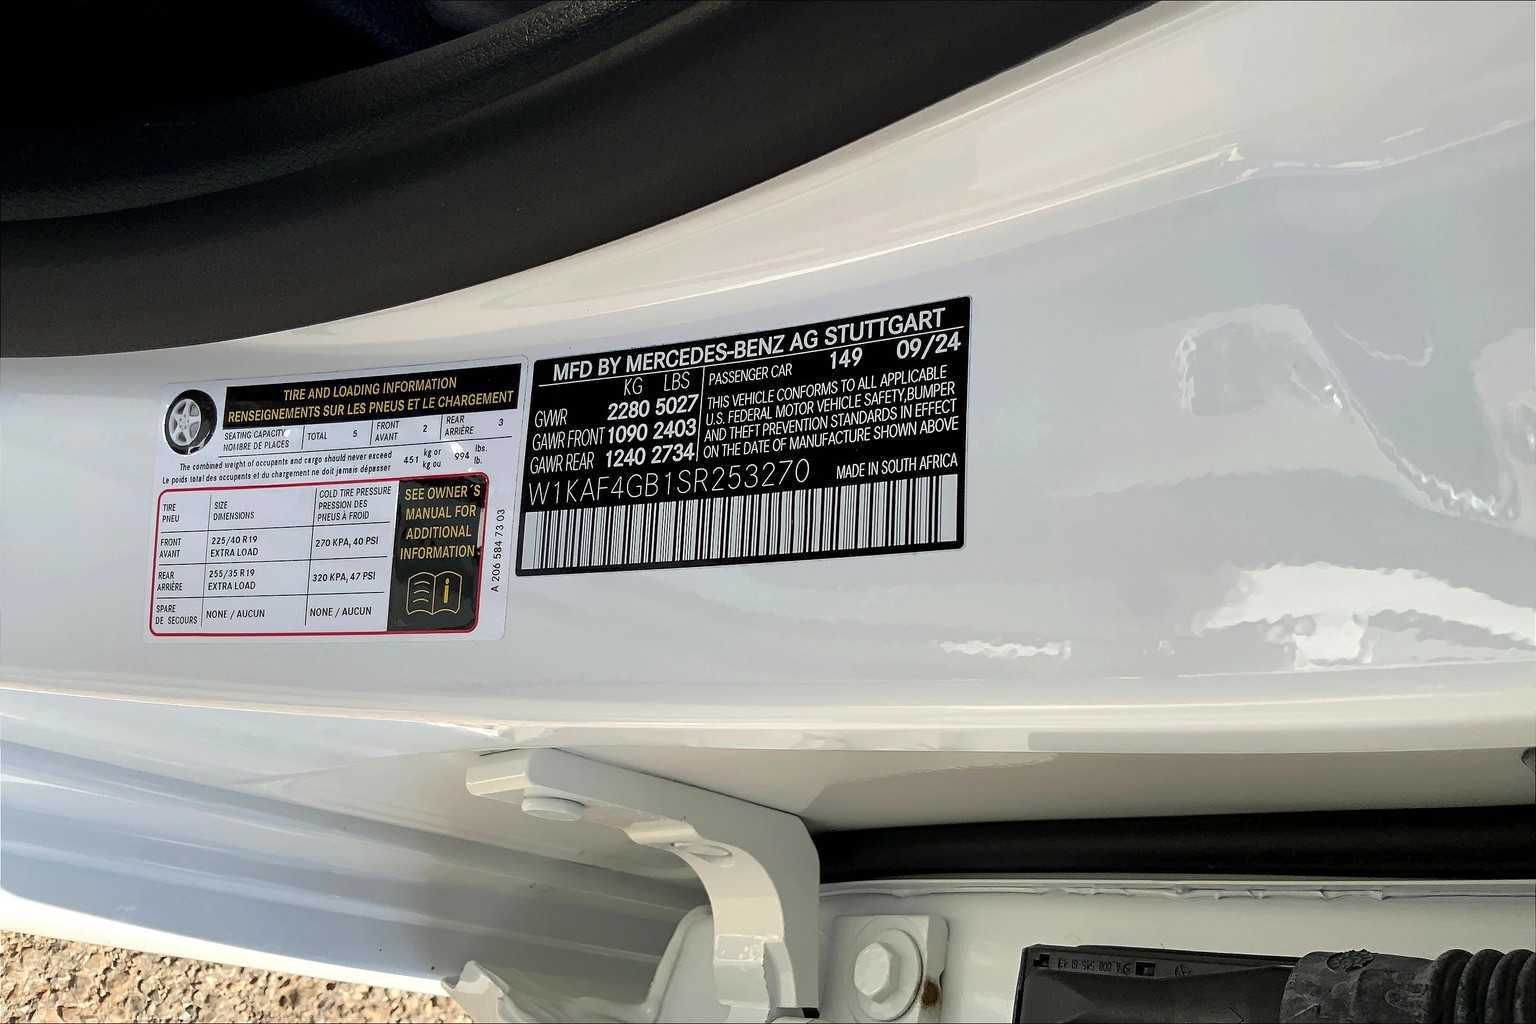 TIRE AND LOADING INFORMATION
RENSEIGNEMENTS SUR LES PNEUS ET LE CHARGEMENT
SEATING CAPACITY
NOMBRE DE PLACES
TOTAL 5
FRONT
AVANT 2
REAR
ARRIÈRE 3
The combined weight of occupants and cargo should never exceed 451 kg or 994 lbs.
Le poids total des occupants et du chargement ne doit jamais dépasser kg ou lb.
TIRE
PNEU
SIZE
DIMENSIONS
COLD TIRE PRESSURE
PRESSION DES
PNEUS À FROID
FRONT
AVANT
225/40 R19
EXTRA LOAD
270 KPA, 40 PSI
REAR
ARRIÈRE
255/35 R19
EXTRA LOAD
320 KPA, 47 PSI
SPARE
DE SECOURS
NONE / AUCUN
NONE / AUCUN
SEE OWNER´S
MANUAL FOR
ADDITIONAL
INFORMATION
A 206 584 73 03
MFD BY MERCEDES-BENZ AG STUTTGART
KG LBS
GVWR 2280 5027
GAWR FRONT 1090 2403
GAWR REAR 1240 2734
PASSENGER CAR 149 09/24
THIS VEHICLE CONFORMS TO ALL APPLICABLE
U.S. FEDERAL MOTOR VEHICLE SAFETY,BUMPER
AND THEFT PREVENTION STANDARDS IN EFFECT
ON THE DATE OF MANUFACTURE SHOWN ABOVE
W1KAF4GB1SR253270
MADE IN SOUTH AFRICA